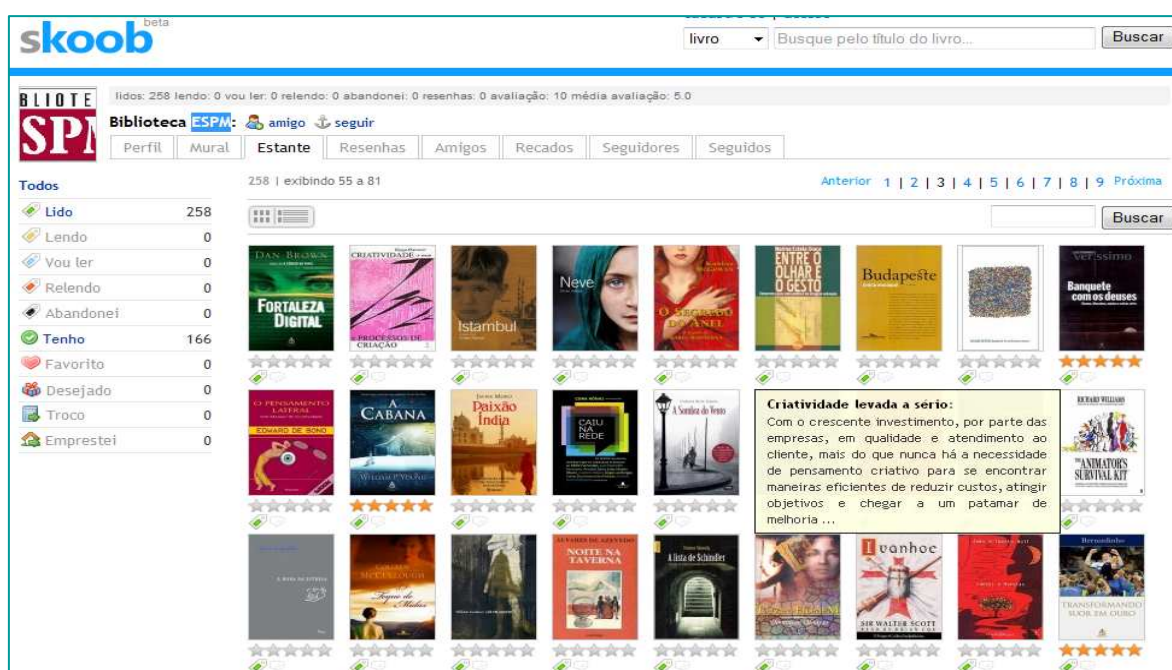 beta
skoob
livro
Busque pelo título do livro...
Buscar
BLIOTE
SPM
lidos: 258 lendo: 0 vou ler: 0 relendo: 0 abandonei: 0 resenhas: 0 avaliação: 10 média avaliação: 5.0
Biblioteca ESPM: amigo seguir
Perfil Mural Estante Resenhas Amigos Recados Seguidores Seguidos
Todos
258 | exibindo 55 a 81
Anterior 1 | 2 | 3 | 4 | 5 | 6 | 7 | 8 | 9 Próxima
Lido 258
Buscar
Lendo 0
Vou ler 0
Relendo 0
Abandonei 0
Tenho 166
Favorito 0
Desejado 0
Troco 0
Emprestei 0
DAN BROWN
FORTALEZA
DIGITAL
CRIATIVIDADE
E PROCESSOS DE
CRIAÇÃO
Istambul
Neve
O SEGREDO
DO ANEL
ENTRE O
OLHAR E
O GESTO
Budapeste
verissimo
Banquete
com os deuses
O PENSAMENTO
LATERAL
EDWARD DE BONO
A
CABANA
WILLIAM P. YOUNG
Paixão
Índia
CAIU
NA
REDE
A Sombra do Vento
Criatividade levada a sério:
Com o crescente investimento, por parte das
empresas, em qualidade e atendimento ao
cliente, mais do que nunca há a necessidade
de pensamento criativo para se encontrar
maneiras eficientes de reduzir custos, atingir
objetivos e chegar a um patamar de
melhoria ...
RICHARD WILLIAMS
THE ANIMATOR'S
SURVIVAL KIT
McCULLOUGH
Toque de
Midas
ALVARES DE AZEVEDO
NOITE NA
TAVERNA
A lista de Schindler
Ivanhoe
SIR WALTER SCOTT
Bernardinho
TRANSFORMANDO
SUOR EM OURO